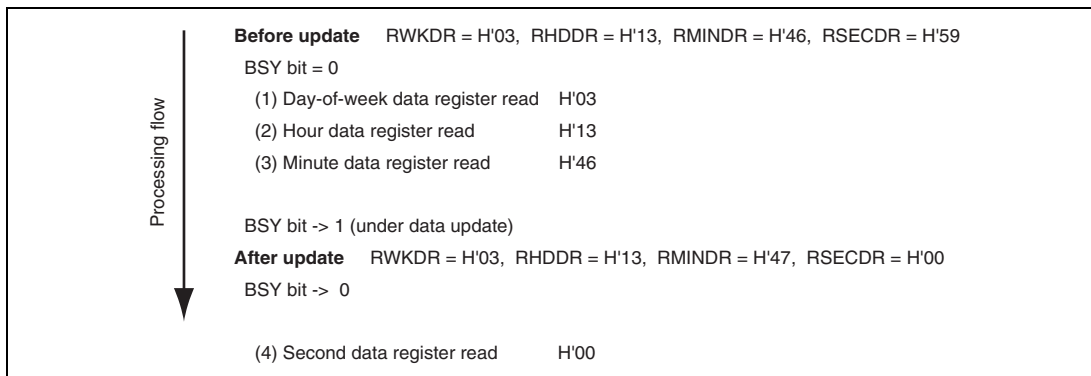 Processing flow
Before update RWKDR = H'03, RHDDR = H'13, RMINDR = H'46, RSECDR = H'59
BSY bit = 0
(1) Day-of-week data register read H'03
(2) Hour data register read H'13
(3) Minute data register read H'46
BSY bit -> 1 (under data update)
After update RWKDR = H'03, RHDDR = H'13, RMINDR = H'47, RSECDR = H'00
BSY bit -> 0
(4) Second data register read H'00